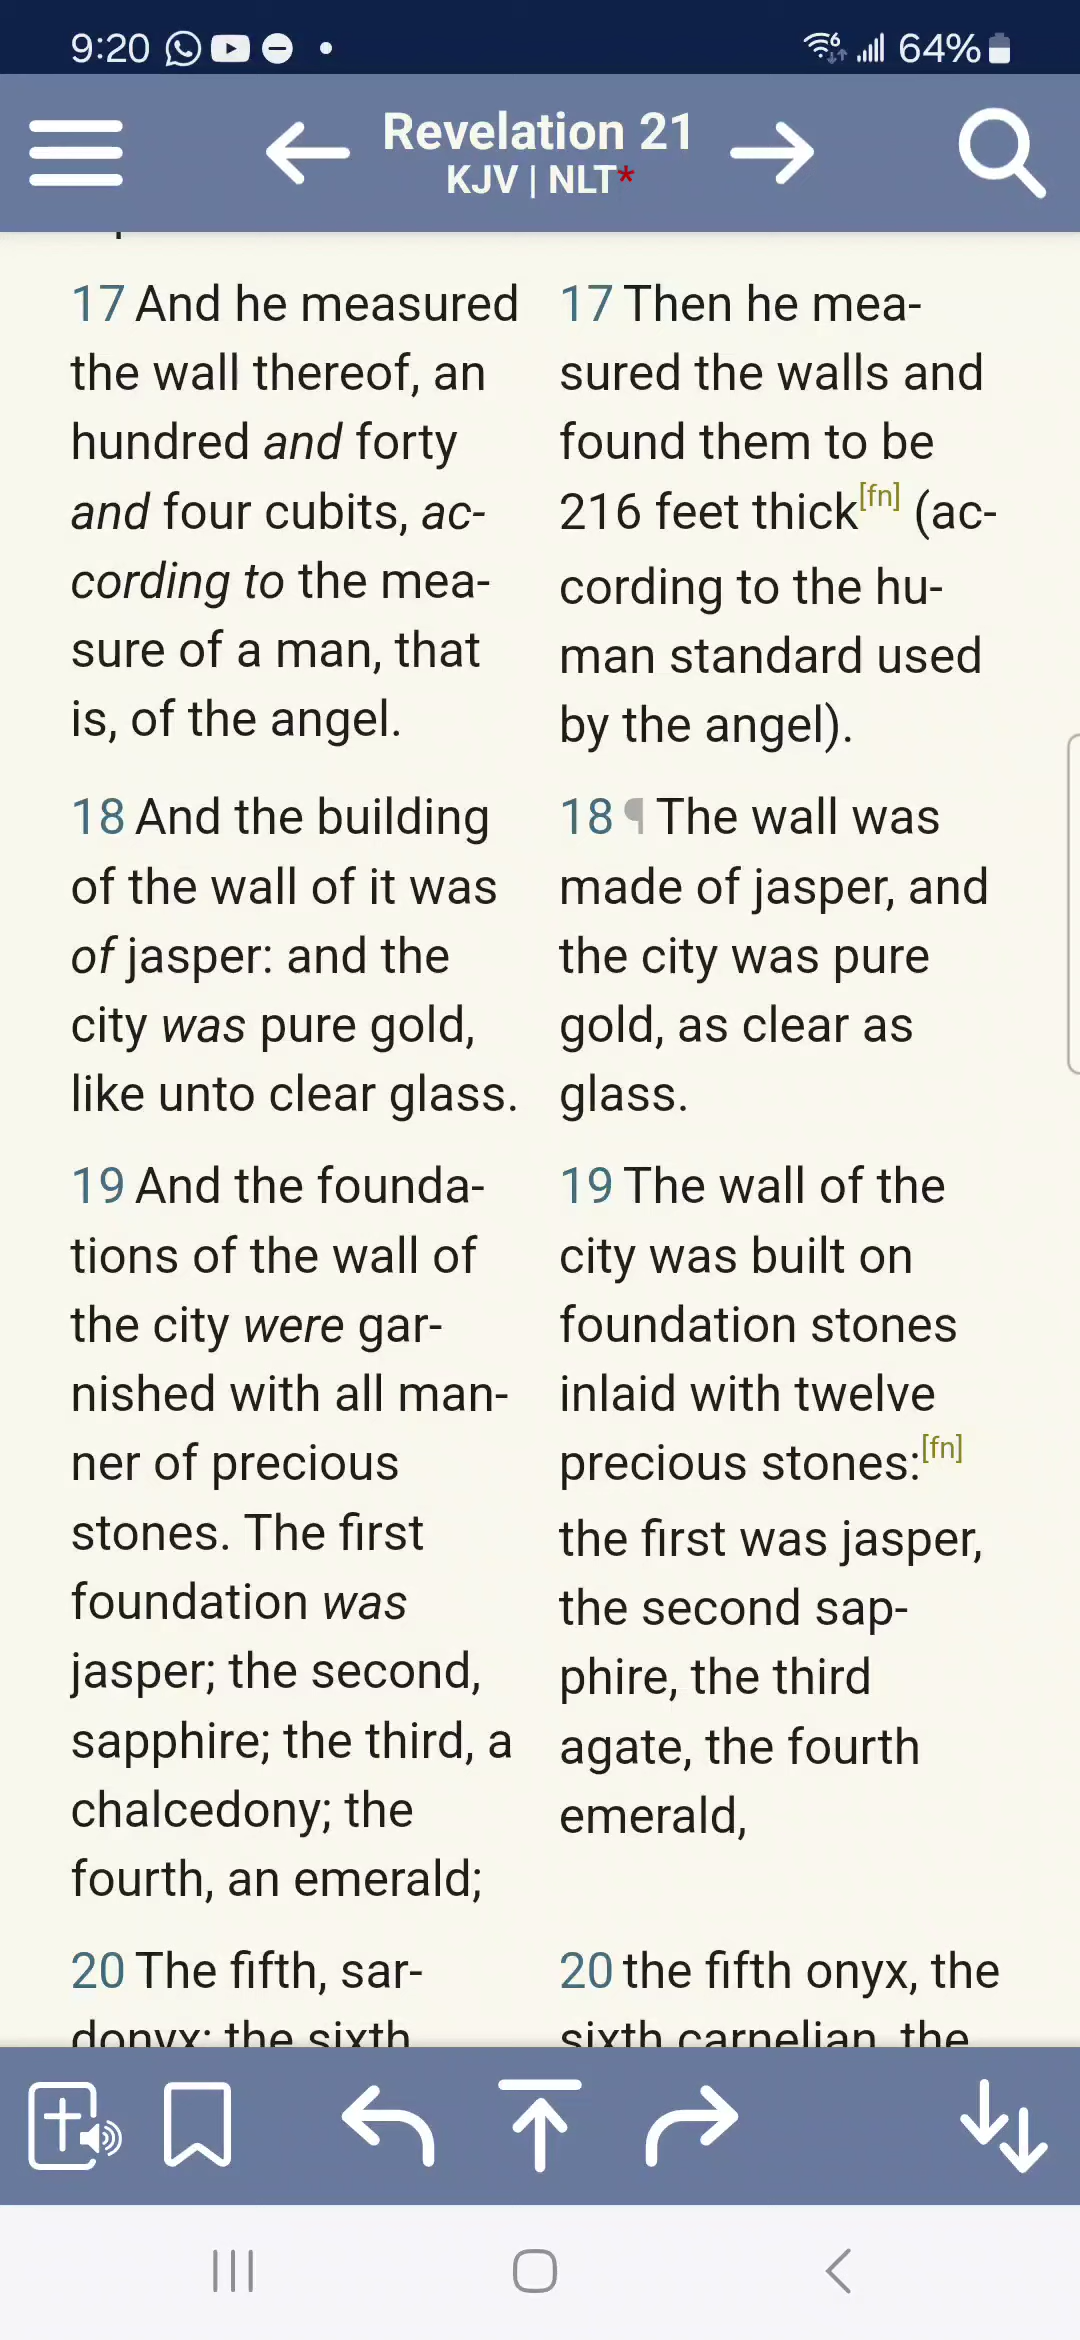 9:20
64%
Revelation 21
KJV | NLT*
17 And he measured
the wall thereof, an
hundred and forty
and four cubits, ac-
cording to the mea-
sure of a man, that
is, of the angel.
18 And the building
of the wall of it was
of jasper: and the
city was pure gold,
like unto clear glass.
19 And the founda-
tions of the wall of
the city were gar-
nished with all man-
ner of precious
stones. The first
foundation was
jasper; the second,
sapphire; the third, a
chalcedony; the
fourth, an emerald;
20 The fifth, sar-
donyx; the sixth
17 Then he mea-
sured the walls and
found them to be
216 feet thick[fn] (ac-
cording to the hu-
man standard used
by the angel).
18 ¶ The wall was
made of jasper, and
the city was pure
gold, as clear as
glass.
19 The wall of the
city was built on
foundation stones
inlaid with twelve
precious stones:[fn]
the first was jasper,
the second sap-
phire, the third
agate, the fourth
emerald,
20 the fifth onyx, the
sixth carnelian, the